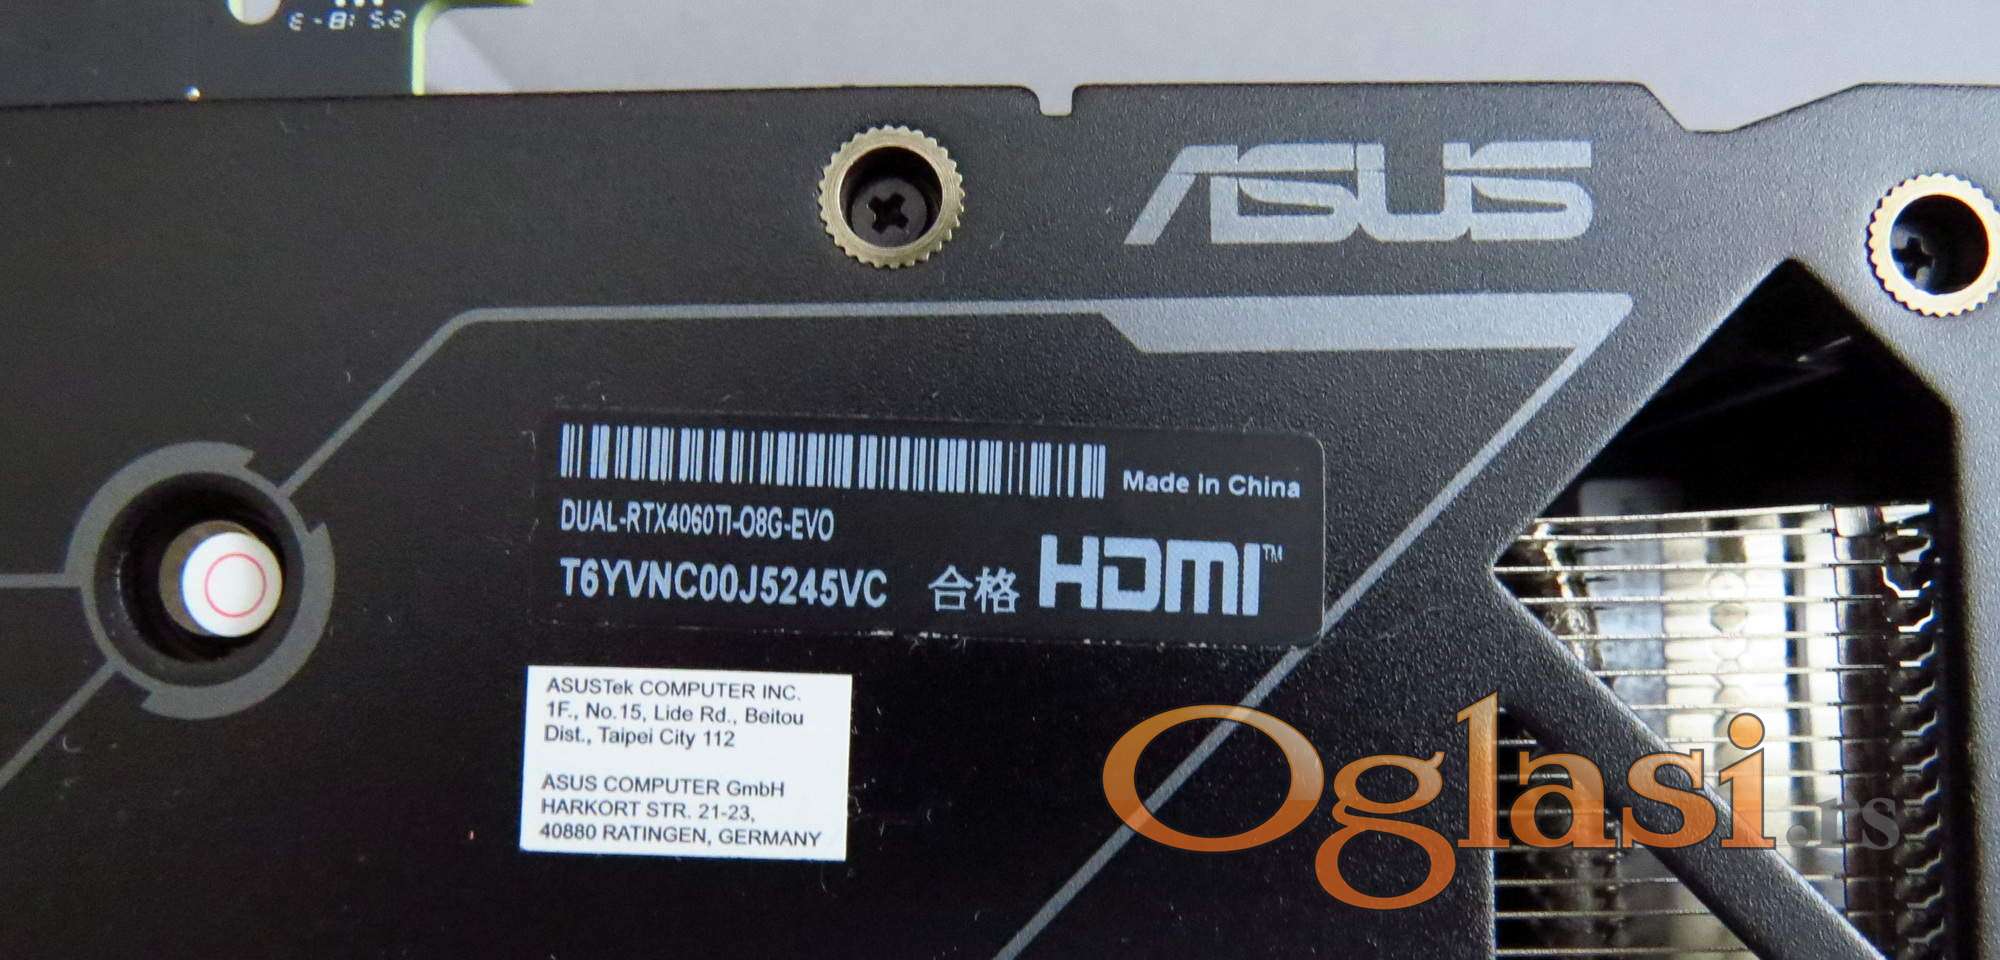 ASUS
Made in China
DUAL-RTX4060TI-O8G-EVO
T6YVNC00J5245VC 合格 HDMI™
ASUSTek COMPUTER INC.
1F., No.15, Lide Rd., Beitou
Dist., Taipei City 112
ASUS COMPUTER GmbH
HARKORT STR. 21-23,
40880 RATINGEN, GERMANY
Oglasi.rs